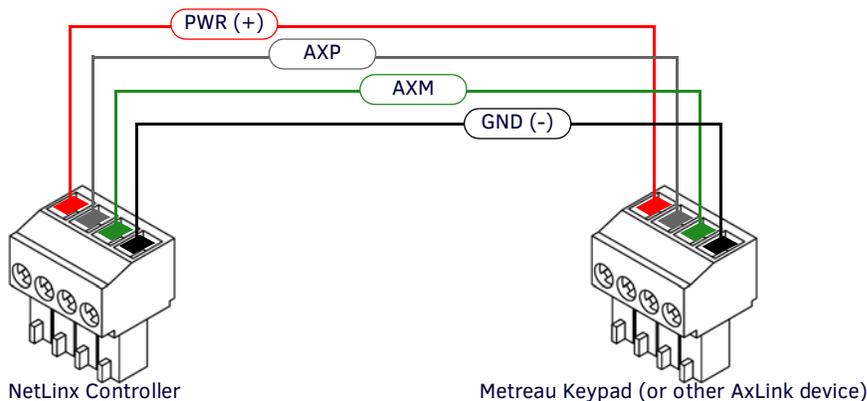 PWR (+)
AXP
AXM
GND (-)
NetLinx Controller
Metreau Keypad (or other AxLink device)